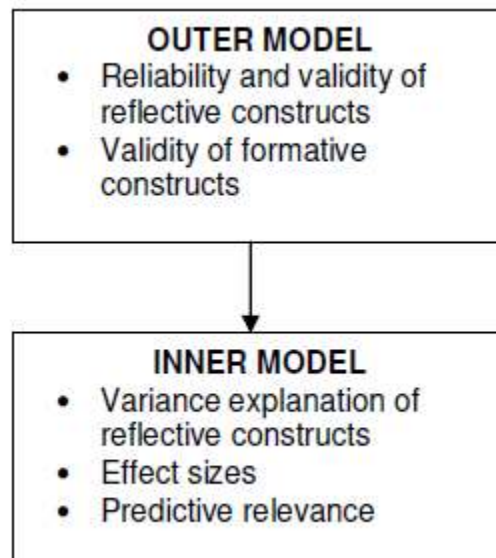 OUTER MODEL
• Reliability and validity of
reflective constructs
• Validity of formative
constructs
INNER MODEL
• Variance explanation of
reflective constructs
• Effect sizes
• Predictive relevance